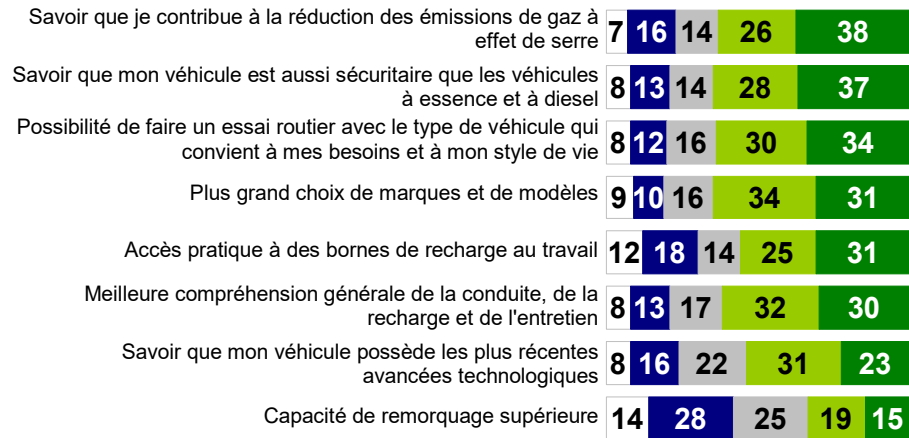 Savoir que je contribue à la réduction des émissions de gaz à
effet de serre
7 16 14 26 38
Savoir que mon véhicule est aussi sécuritaire que les véhicules
à essence et à diesel
8 13 14 28 37
Possibilité de faire un essai routier avec le type de véhicule qui
convient à mes besoins et à mon style de vie
8 12 16 30 34
Plus grand choix de marques et de modèles
9 10 16 34 31
Accès pratique à des bornes de recharge au travail
12 18 14 25 31
Meilleure compréhension générale de la conduite, de la
recharge et de l'entretien
8 13 17 32 30
Savoir que mon véhicule possède les plus récentes
avancées technologiques
8 16 22 31 23
Capacité de remorquage supérieure
14 28 25 19 15